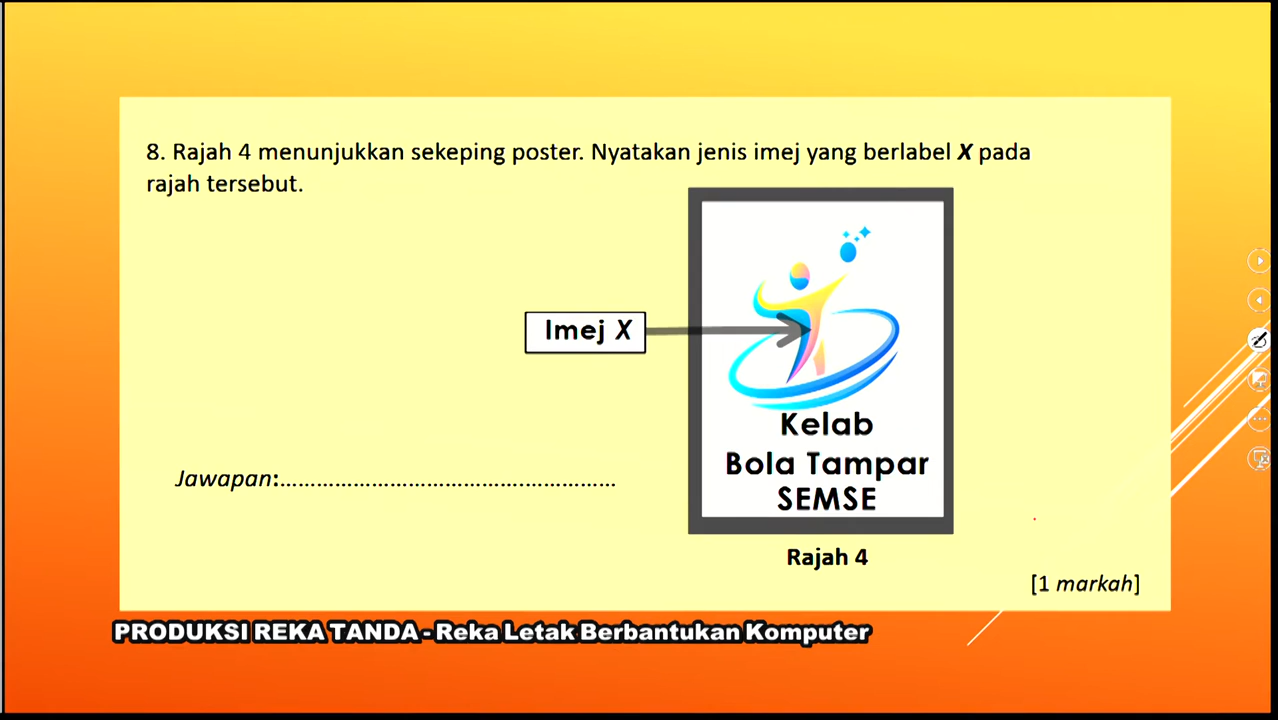 8. Rajah 4 menunjukkan sekeping poster. Nyatakan jenis imej yang berlabel X pada
rajah tersebut.
Imej X
Kelab
Bola Tampar
SEMSE
Jawapan:………………………………….……………
Rajah 4
[1 markah]
PRODUKSI REKA TANDA - Reka Letak Berbantukan Komputer